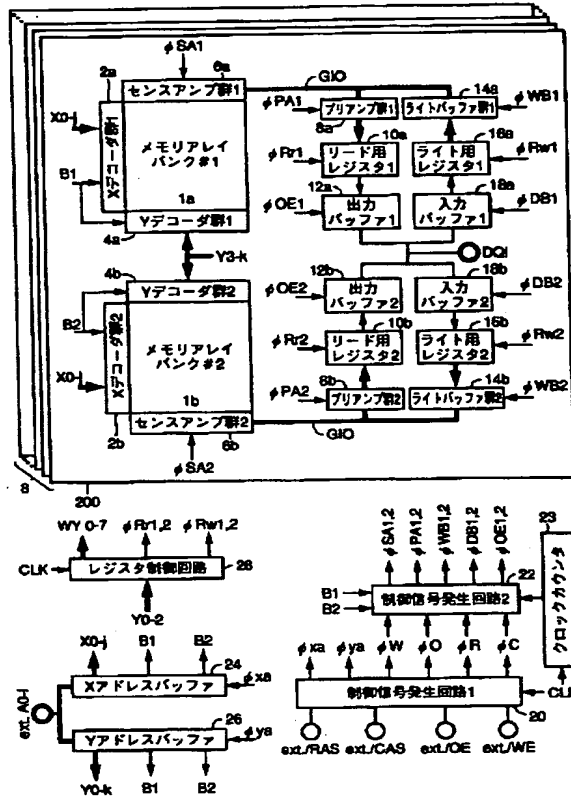 φSA1
6a
2a
センスアンプ群1
GIO
14a
φWB1
φPA1
プリアンプ群1
ライトバッファ群1
8a
X0-j
Xデコーダ群1
メモリアレイ
バンク#1
10a
16a
φRr1
リード用
レジスタ1
ライト用
レジスタ1
φRw1
B1
1a
12a
18a
φOE1
出力
バッファ1
入力
バッファ1
φDB1
Yデコーダ群1
4a
Y3-k
DQi
4b
12b
18b
Yデコーダ群2
φOE2
出力
バッファ2
入力
バッファ2
φDB2
B2
Xデコーダ群2
メモリアレイ
バンク#2
10b
16b
φRr2
リード用
レジスタ2
ライト用
レジスタ2
φRw2
X0-j
1b
8b
14b
φPA2
プリアンプ群2
ライトバッファ群2
φWB2
センスアンプ群2
2b
6b
GIO
φSA2
8
200
WY 0-7
φRr1,2
φRw1,2
CLK
レジスタ制御回路
28
Y0-2
X0-j
B1
B2
24
Xアドレスバッファ
φxa
ext. A0-i
26
Yアドレスバッファ
φya
Y0-k
B1
B2
φSA1,2
φPA1,2
φWB1,2
φDB1,2
φOE1,2
23
クロックカウンタ
22
B1
B2
制御信号発生回路2
φxa
φya
φW
φO
φR
φC
制御信号発生回路1
CLK
20
ext./RAS
ext./CAS
ext./OE
ext./WE